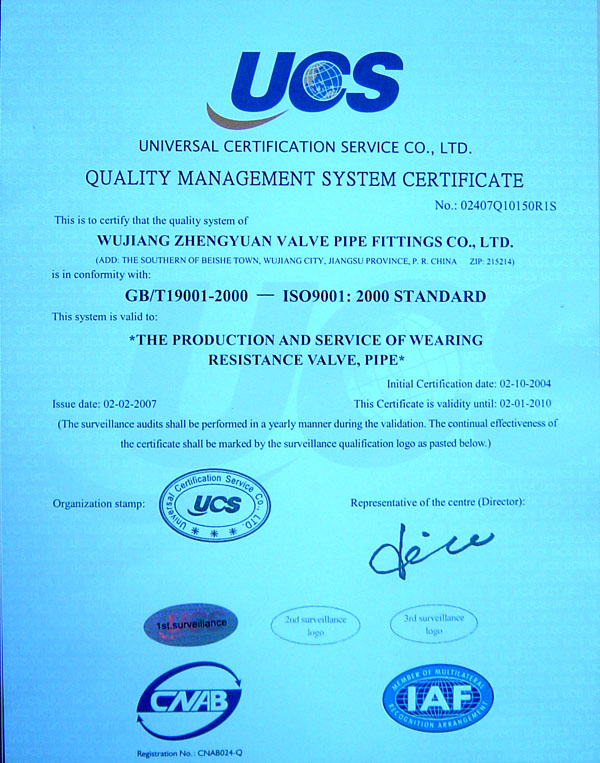 UCS
UNIVERSAL CERTIFICATION SERVICE CO., LTD.
QUALITY MANAGEMENT SYSTEM CERTIFICATE
No.: 02407Q10150R1S
This is to certify that the quality system of
WUJIANG ZHENGYUAN VALVE PIPE FITTINGS CO., LTD.
(ADD: THE SOUTHERN OF BEISHE TOWN, WUJIANG CITY, JIANGSU PROVINCE, P. R. CHINA ZIP: 215214)
is in conformity with:
GB/T19001-2000 — ISO9001: 2000 STANDARD
This system is valid to:
*THE PRODUCTION AND SERVICE OF WEARING
RESISTANCE VALVE, PIPE*
Initial Certification date: 02-10-2004
Issue date: 02-02-2007 This Certificate is validity until: 02-01-2010
(The surveillance audits shall be performed in a yearly manner during the validation. The continual effectiveness of
the certificate shall be marked by the surveillance qualification logo as pasted below.)
Organization stamp:
Universal Certification Service Co., LTD.
UCS
* * *
Representative of the centre (Director):
1st.surveillance
2nd surveillance
logo
3rd surveillance
logo
CNAB
Registration No.: CNAB024-Q
MEMBER OF MULTILATERAL
IAF
RECOGNITION ARRANGEMENT